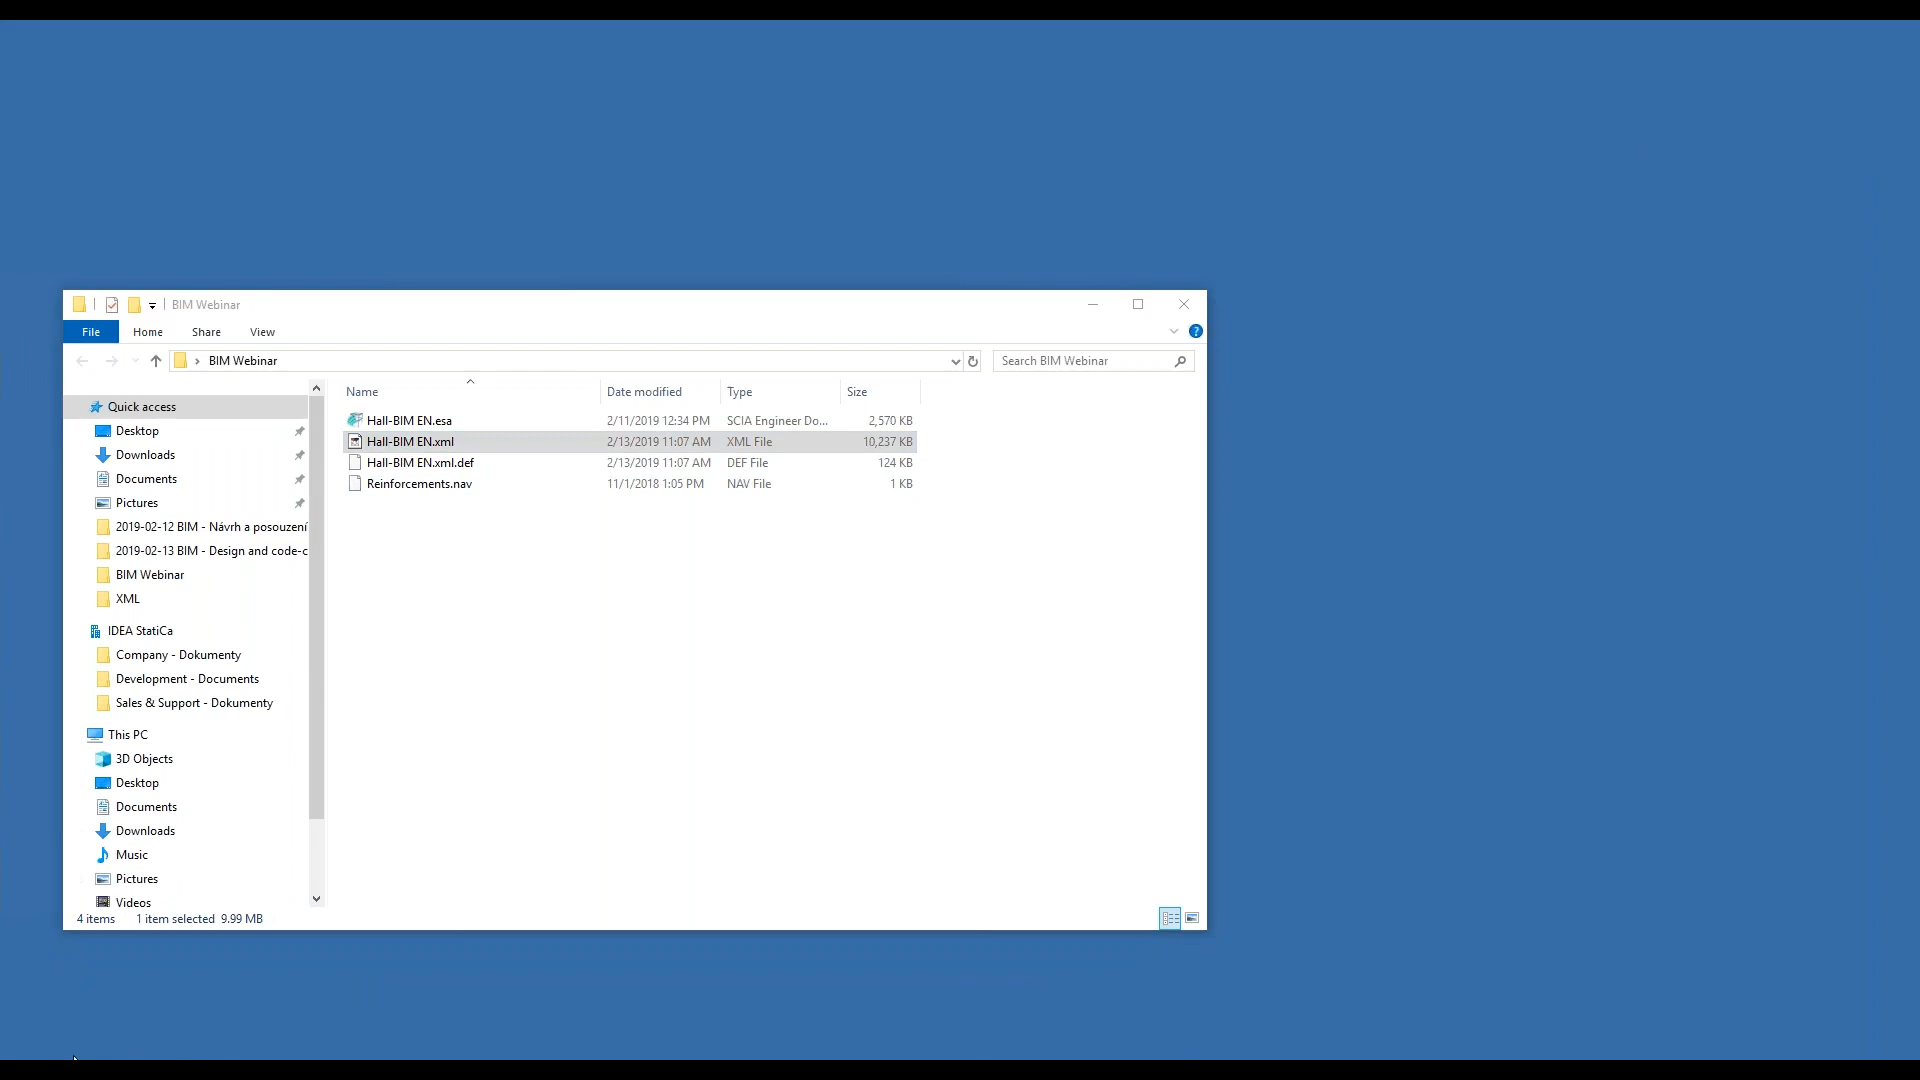 BIM Webinar
File Home Share View
BIM Webinar
Search BIM Webinar
Name Date modified Type Size
Hall-BIM EN.esa 2/11/2019 12:34 PM SCIA Engineer Do... 2,570 KB
Hall-BIM EN.xml 2/13/2019 11:07 AM XML File 10,237 KB
Hall-BIM EN.xml.def 2/13/2019 11:07 AM DEF File 124 KB
Reinforcements.nav 11/1/2018 1:05 PM NAV File 1 KB
Quick access
Desktop
Downloads
Documents
Pictures
2019-02-12 BIM - Návrh a posouzení
2019-02-13 BIM - Design and code-c
BIM Webinar
XML
IDEA StatiCa
Company - Dokumenty
Development - Documents
Sales & Support - Dokumenty
This PC
3D Objects
Desktop
Documents
Downloads
Music
Pictures
Videos
4 items 1 item selected 9.99 MB